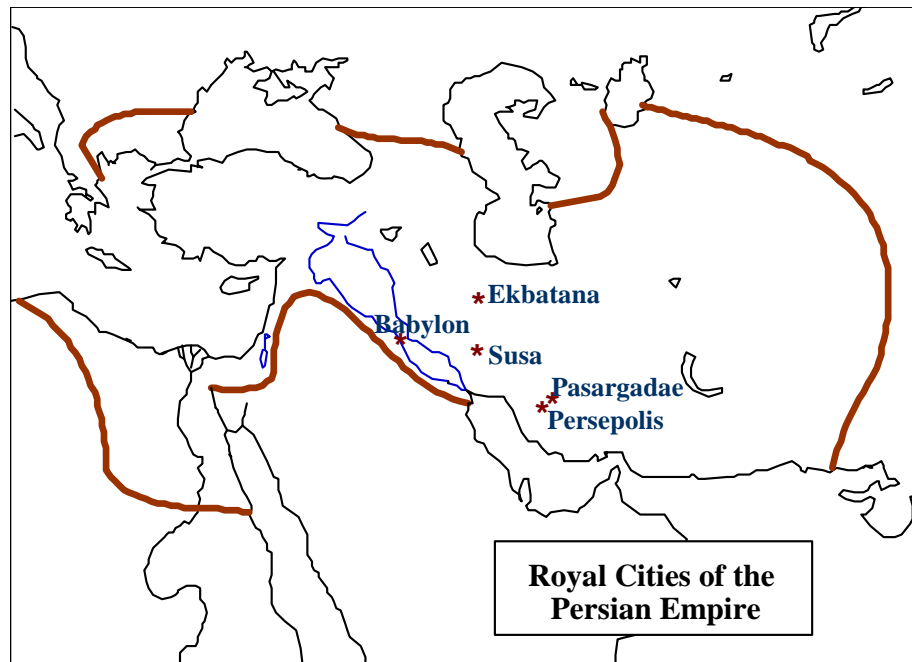 Ekbatana
Babylon
Susa
Pasargadae
Persepolis
Royal Cities of the
Persian Empire